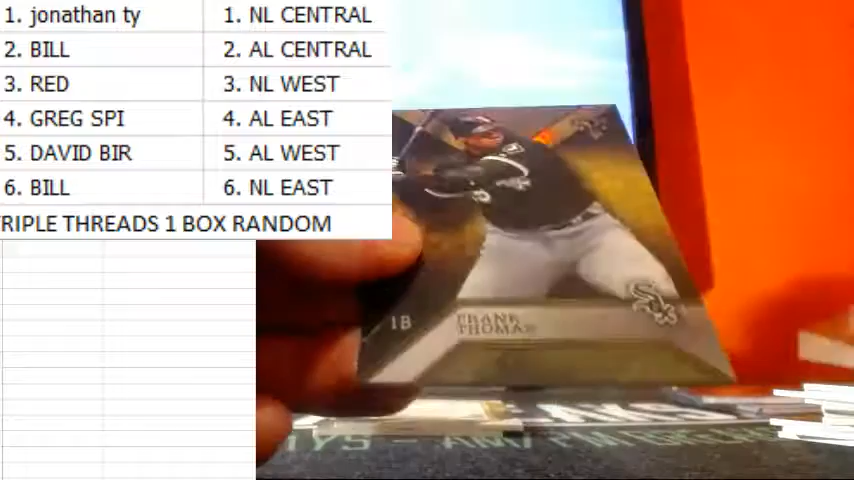 1. jonathan ty 1. NL CENTRAL
2. BILL 2. AL CENTRAL
3. RED 3. NL WEST
4. GREG SPI 4. AL EAST
5. DAVID BIR 5. AL WEST
6. BILL 6. NL EAST
RIPLE THREADS 1 BOX RANDOM
1B FRANK
THOMAS